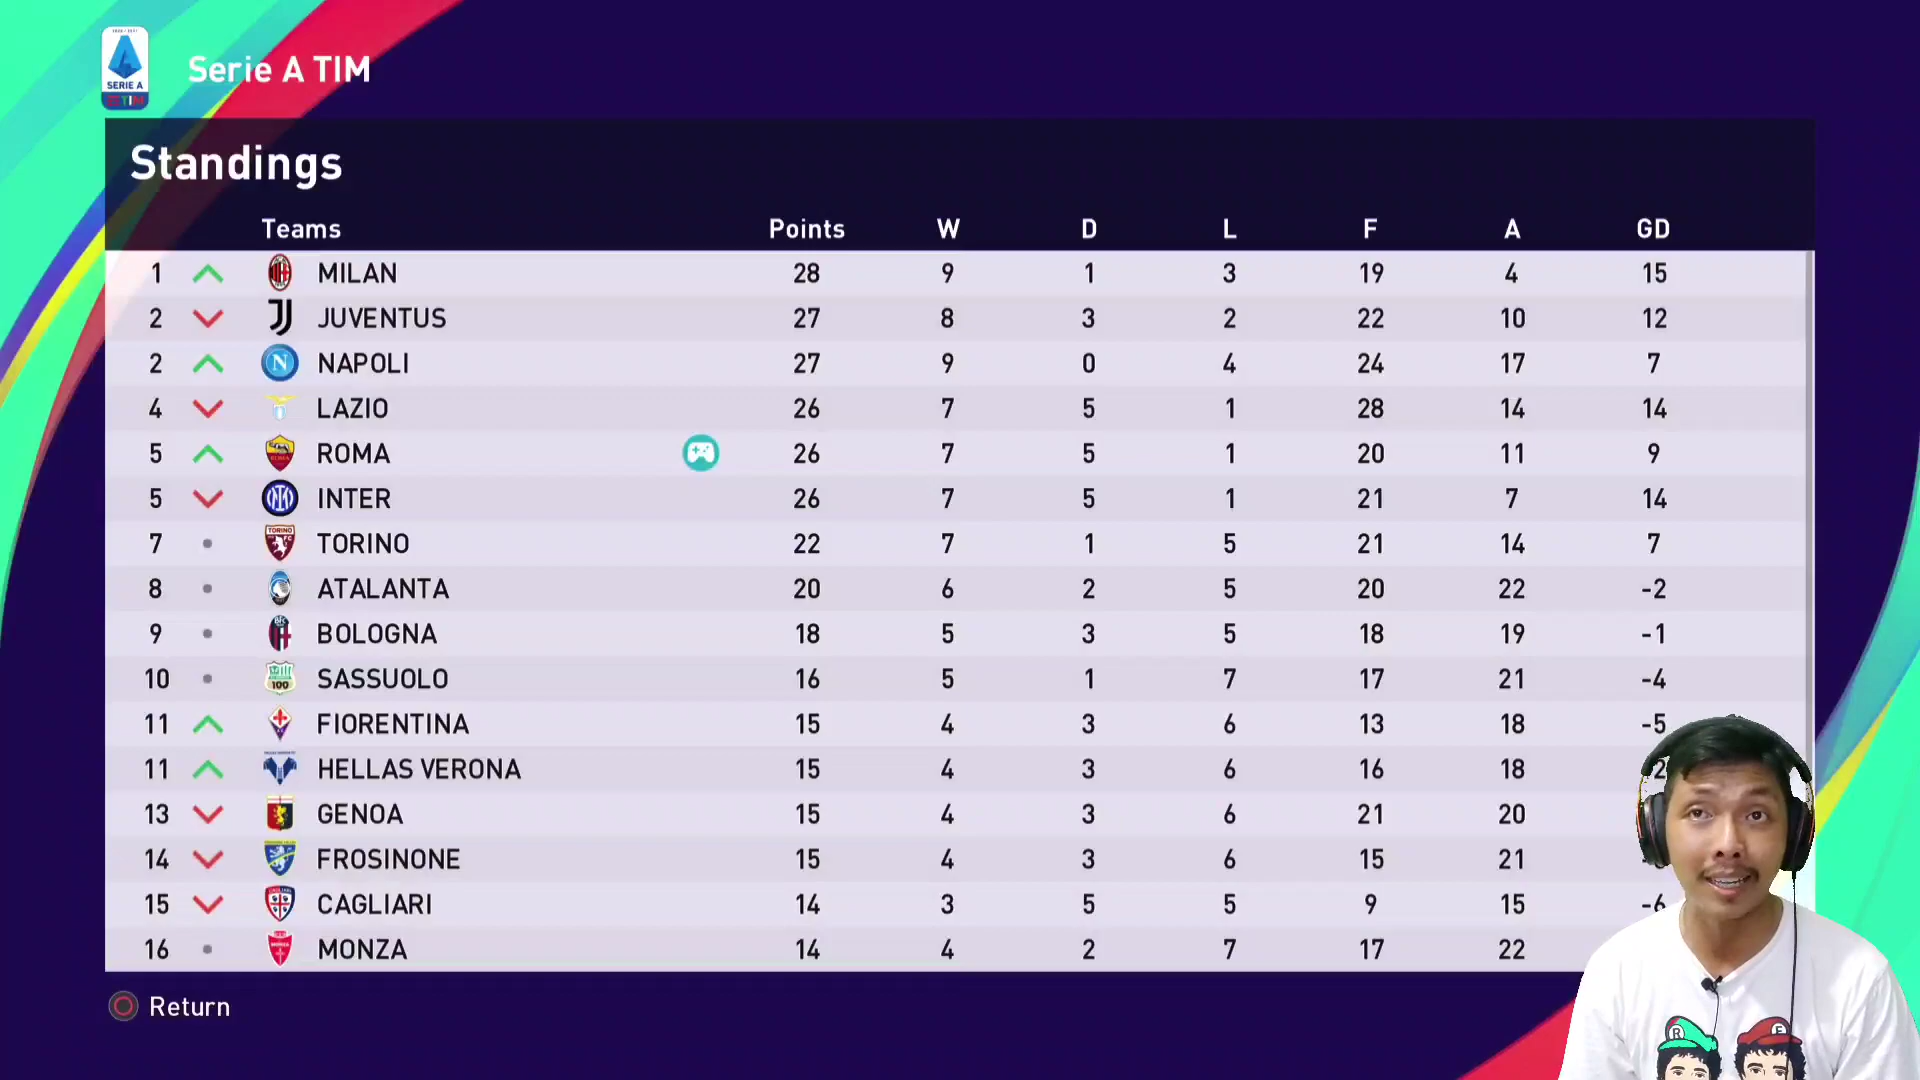 SERIE A
TIM
Serie A TIM
Standings
Teams Points W D L F A GD
1 MILAN 28 9 1 3 19 4 15
2 JUVENTUS 27 8 3 2 22 10 12
2 N NAPOLI 27 9 0 4 24 17 7
4 LAZIO 26 7 5 1 28 14 14
5 ROMA 26 7 5 1 20 11 9
5 INTER 26 7 5 1 21 7 14
7 TORINO TORINO 22 7 1 5 21 14 7
8 ATALANTA 20 6 2 5 20 22 -2
9 BOLOGNA 18 5 3 5 18 19 -1
10 100 SASSUOLO 16 5 1 7 17 21 -4
11 FIORENTINA 15 4 3 6 13 18 -5
11 HELLAS VERONA 15 4 3 6 16 18 2
13 GENOA 15 4 3 6 21 20
14 FROSINONE 15 4 3 6 15 21
15 CAGLIARI 14 3 5 5 9 15 -6
16 MONZA 14 4 2 7 17 22
Return
R F